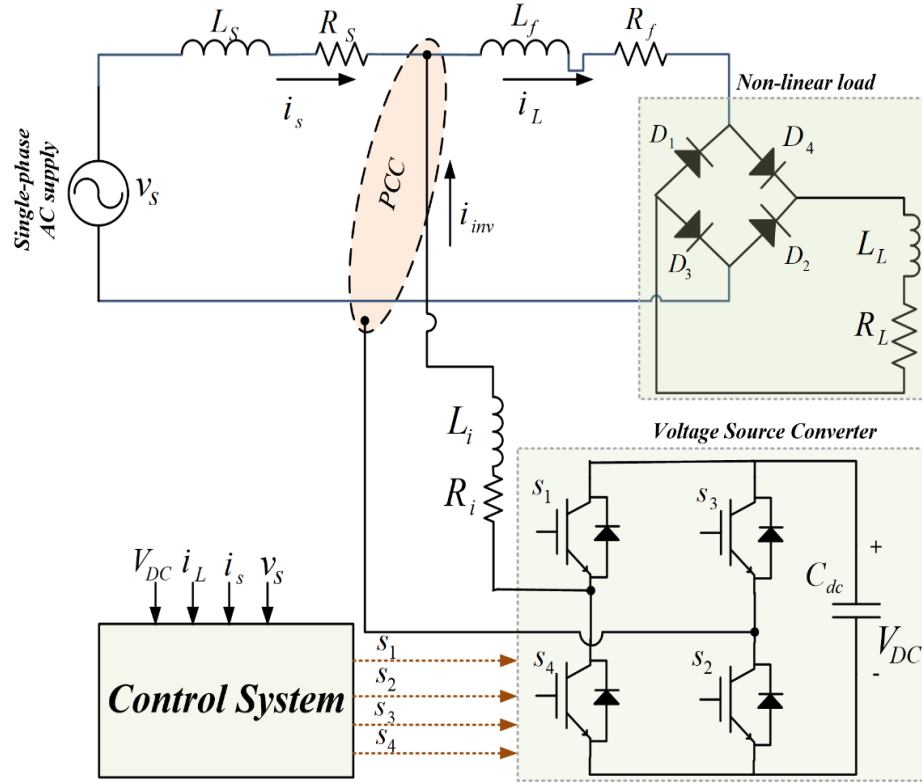 L_s
R_s
L_f
R_f
i_s
i_L
Non-linear load
Single-phase
AC supply
v_s
PCC
i_inv
D_1
D_4
D_3
D_2
L_L
R_L
L_i
R_i
Voltage Source Converter
s_1
s_3
s_4
s_2
C_dc
+
V_DC
-
V_DC i_L i_s v_s
Control System
s_1
s_2
s_3
s_4